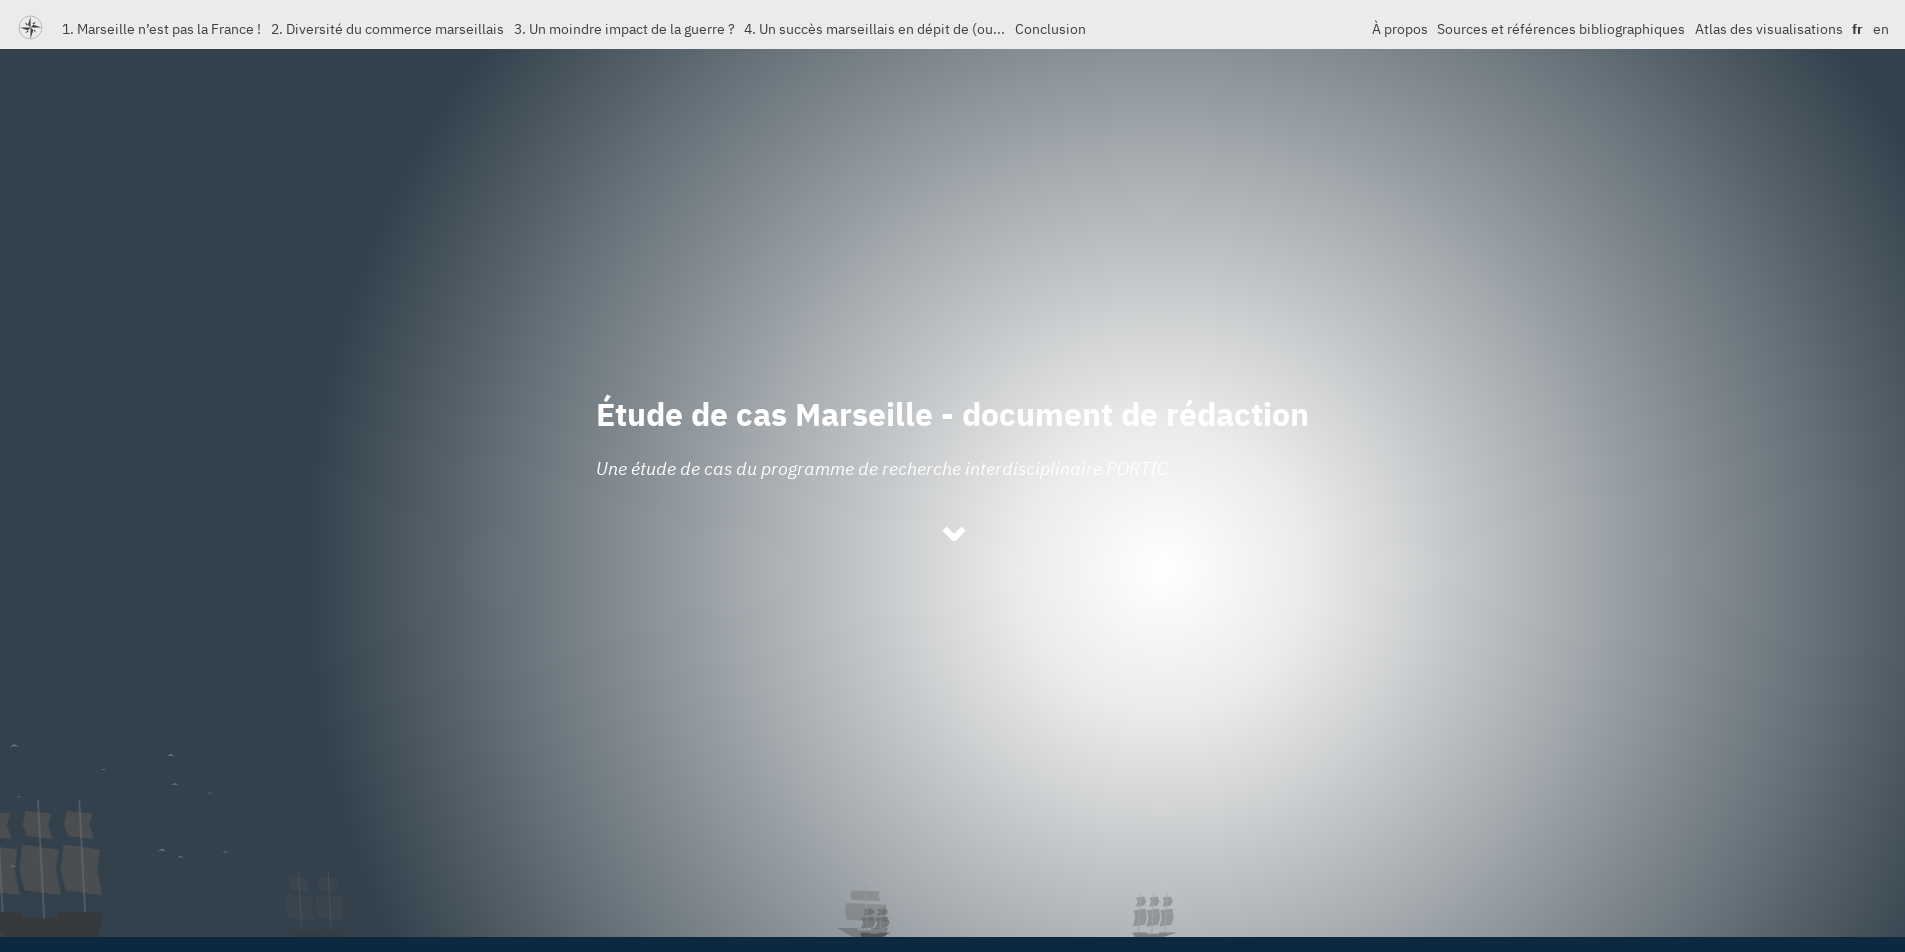 1. Marseille n’est pas la France ! 2. Diversité du commerce marseillais 3. Un moindre impact de la guerre ? 4. Un succès marseillais en dépit de (ou... Conclusion À propos Sources et références bibliographiques Atlas des visualisations fr en
Étude de cas Marseille - document de rédaction
Une étude de cas du programme de recherche interdisciplinaire PORTIC